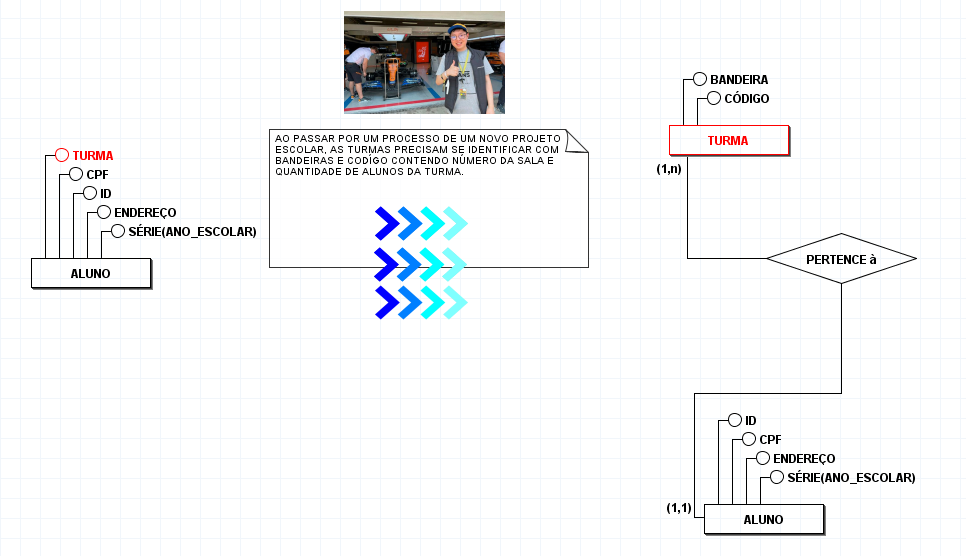 TURMA
CPF
ID
ENDEREÇO
SÉRIE(ANO_ESCOLAR)
ALUNO
AO PASSAR POR UM PROCESSO DE UM NOVO PROJETO
ESCOLAR, AS TURMAS PRECISAM SE IDENTIFICAR COM
BANDEIRAS E CODÍGO CONTENDO NÚMERO DA SALA E
QUANTIDADE DE ALUNOS DA TURMA.
BANDEIRA
CÓDIGO
TURMA
(1,n)
PERTENCE à
ID
CPF
ENDEREÇO
SÉRIE(ANO_ESCOLAR)
(1,1)
ALUNO